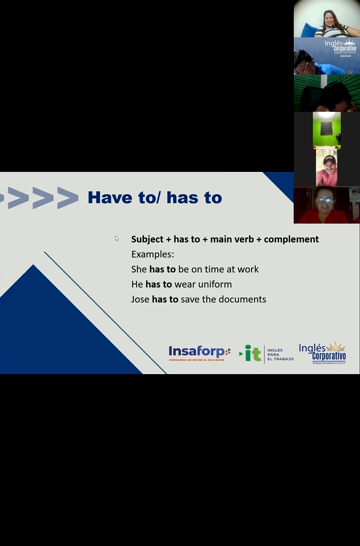 Inglés
Corporativo
>>>> Have to/ has to
Subject + has to + main verb + complement
Examples:
She has to be on time at work
He has to wear uniform
Jose has to save the documents
Insaforp
it
INGLÉS
PARA
EL TRABAJO
Inglés
Corporativo